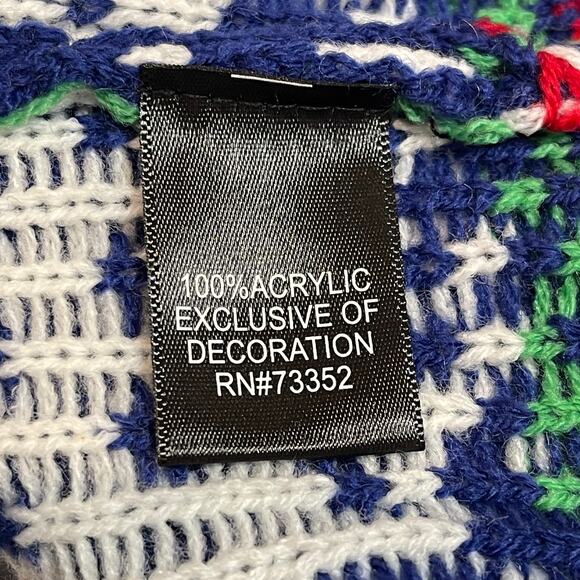 100%ACRYLIC
EXCLUSIVE OF
DECORATION
RN#73352